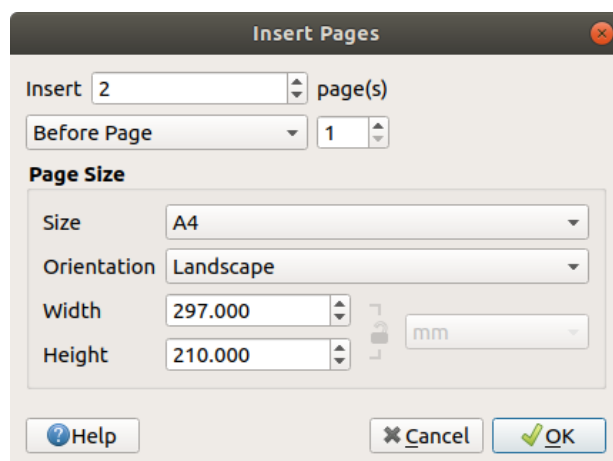 Insert Pages
Insert 2 page(s)
Before Page 1
Page Size
Size A4
Orientation Landscape
Width 297.000
mm
Height 210.000
Help Cancel OK